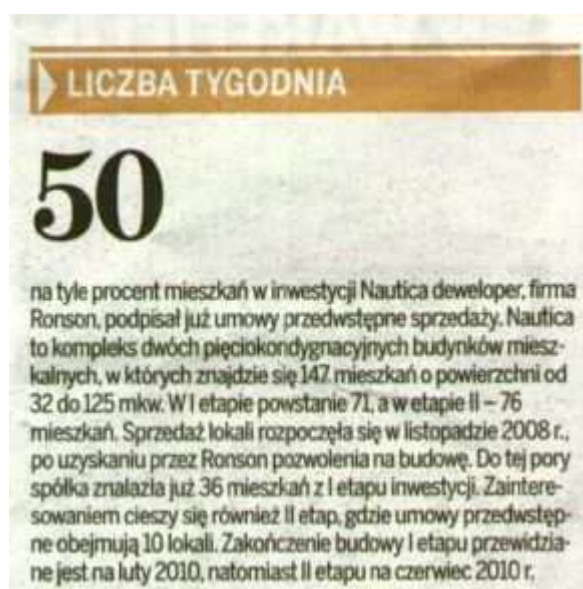 LICZBA TYGODNIA
50
na tyle procent mieszkań w inwestycji Nautica deweloper, firma
Ronson, podpisał już umowy przedwstępne sprzedaży. Nautica
to kompleks dwóch pięciokondygnacyjnych budynków miesz-
kalnych, w których znajdzie się 147 mieszkań o powierzchni od
32 do 125 mkw. W I etapie powstanie 71, a w etapie II – 76
mieszkań. Sprzedaż lokali rozpoczęła się w listopadzie 2008 r.,
po uzyskaniu przez Ronson pozwolenia na budowę. Do tej pory
spółka znalazła już 36 mieszkań z I etapu inwestycji. Zaintere-
sowaniem cieszy się również II etap, gdzie umowy przedwstęp-
ne obejmują 10 lokali. Zakończenie budowy I etapu przewidzia-
ne jest na luty 2010, natomiast II etapu na czerwiec 2010 r.